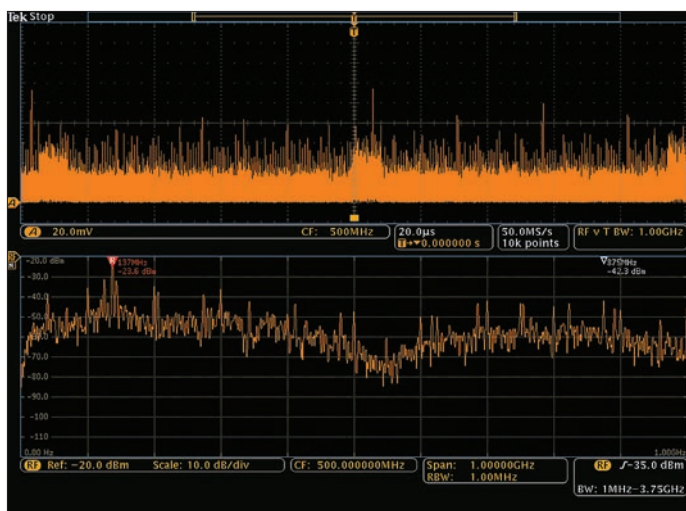 Tek Stop
T
T
A
A 20.0mV CF: 500MHz
20.0µs
T→▼0.000000 s
50.0MS/s
10k points
RF v T BW: 1.00GHz
RF
-20.0 dBm
R 137MHz
-23.6 dBm
-42.3 dBm
-30.0
-40.0
-50.0
-60.0
-70.0
-80.0
-90.0
-100
-110
0.00 Hz
1.00GHz
RF Ref: -20.0 dBm Scale: 10.0 dB/div
CF: 500.000000MHz
Span: 1.00000GHz
RBW: 1.00MHz
RF -35.0 dBm
BW: 1MHz-3.75GHz